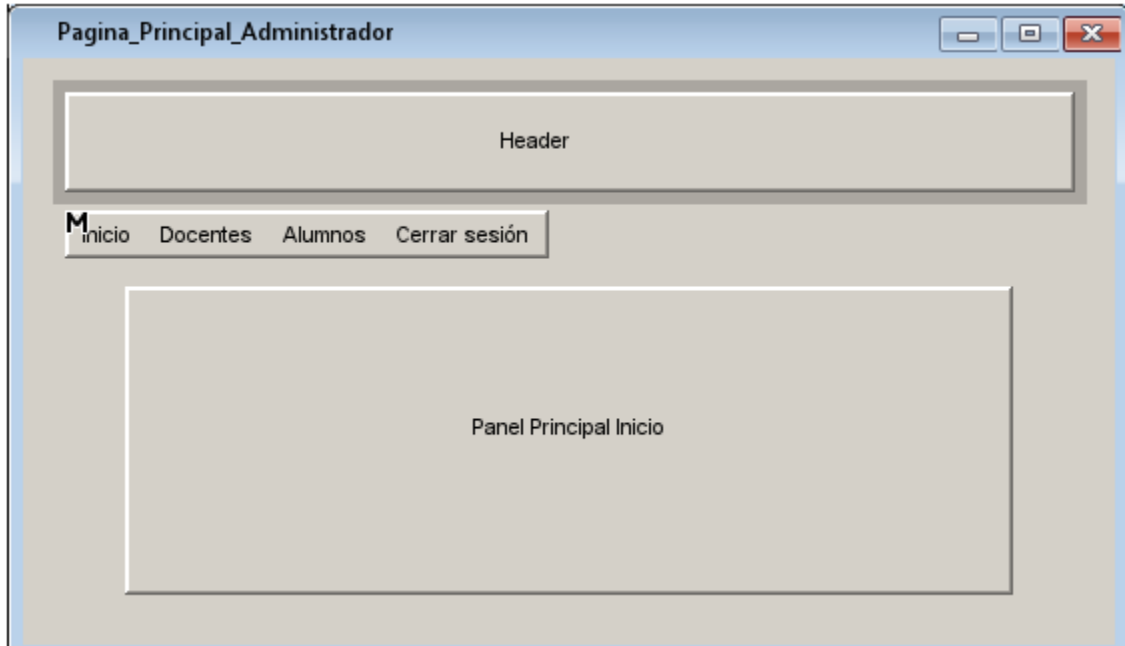 Pagina_Principal_Administrador
Header
M
Inicio Docentes Alumnos Cerrar sesión
Panel Principal Inicio